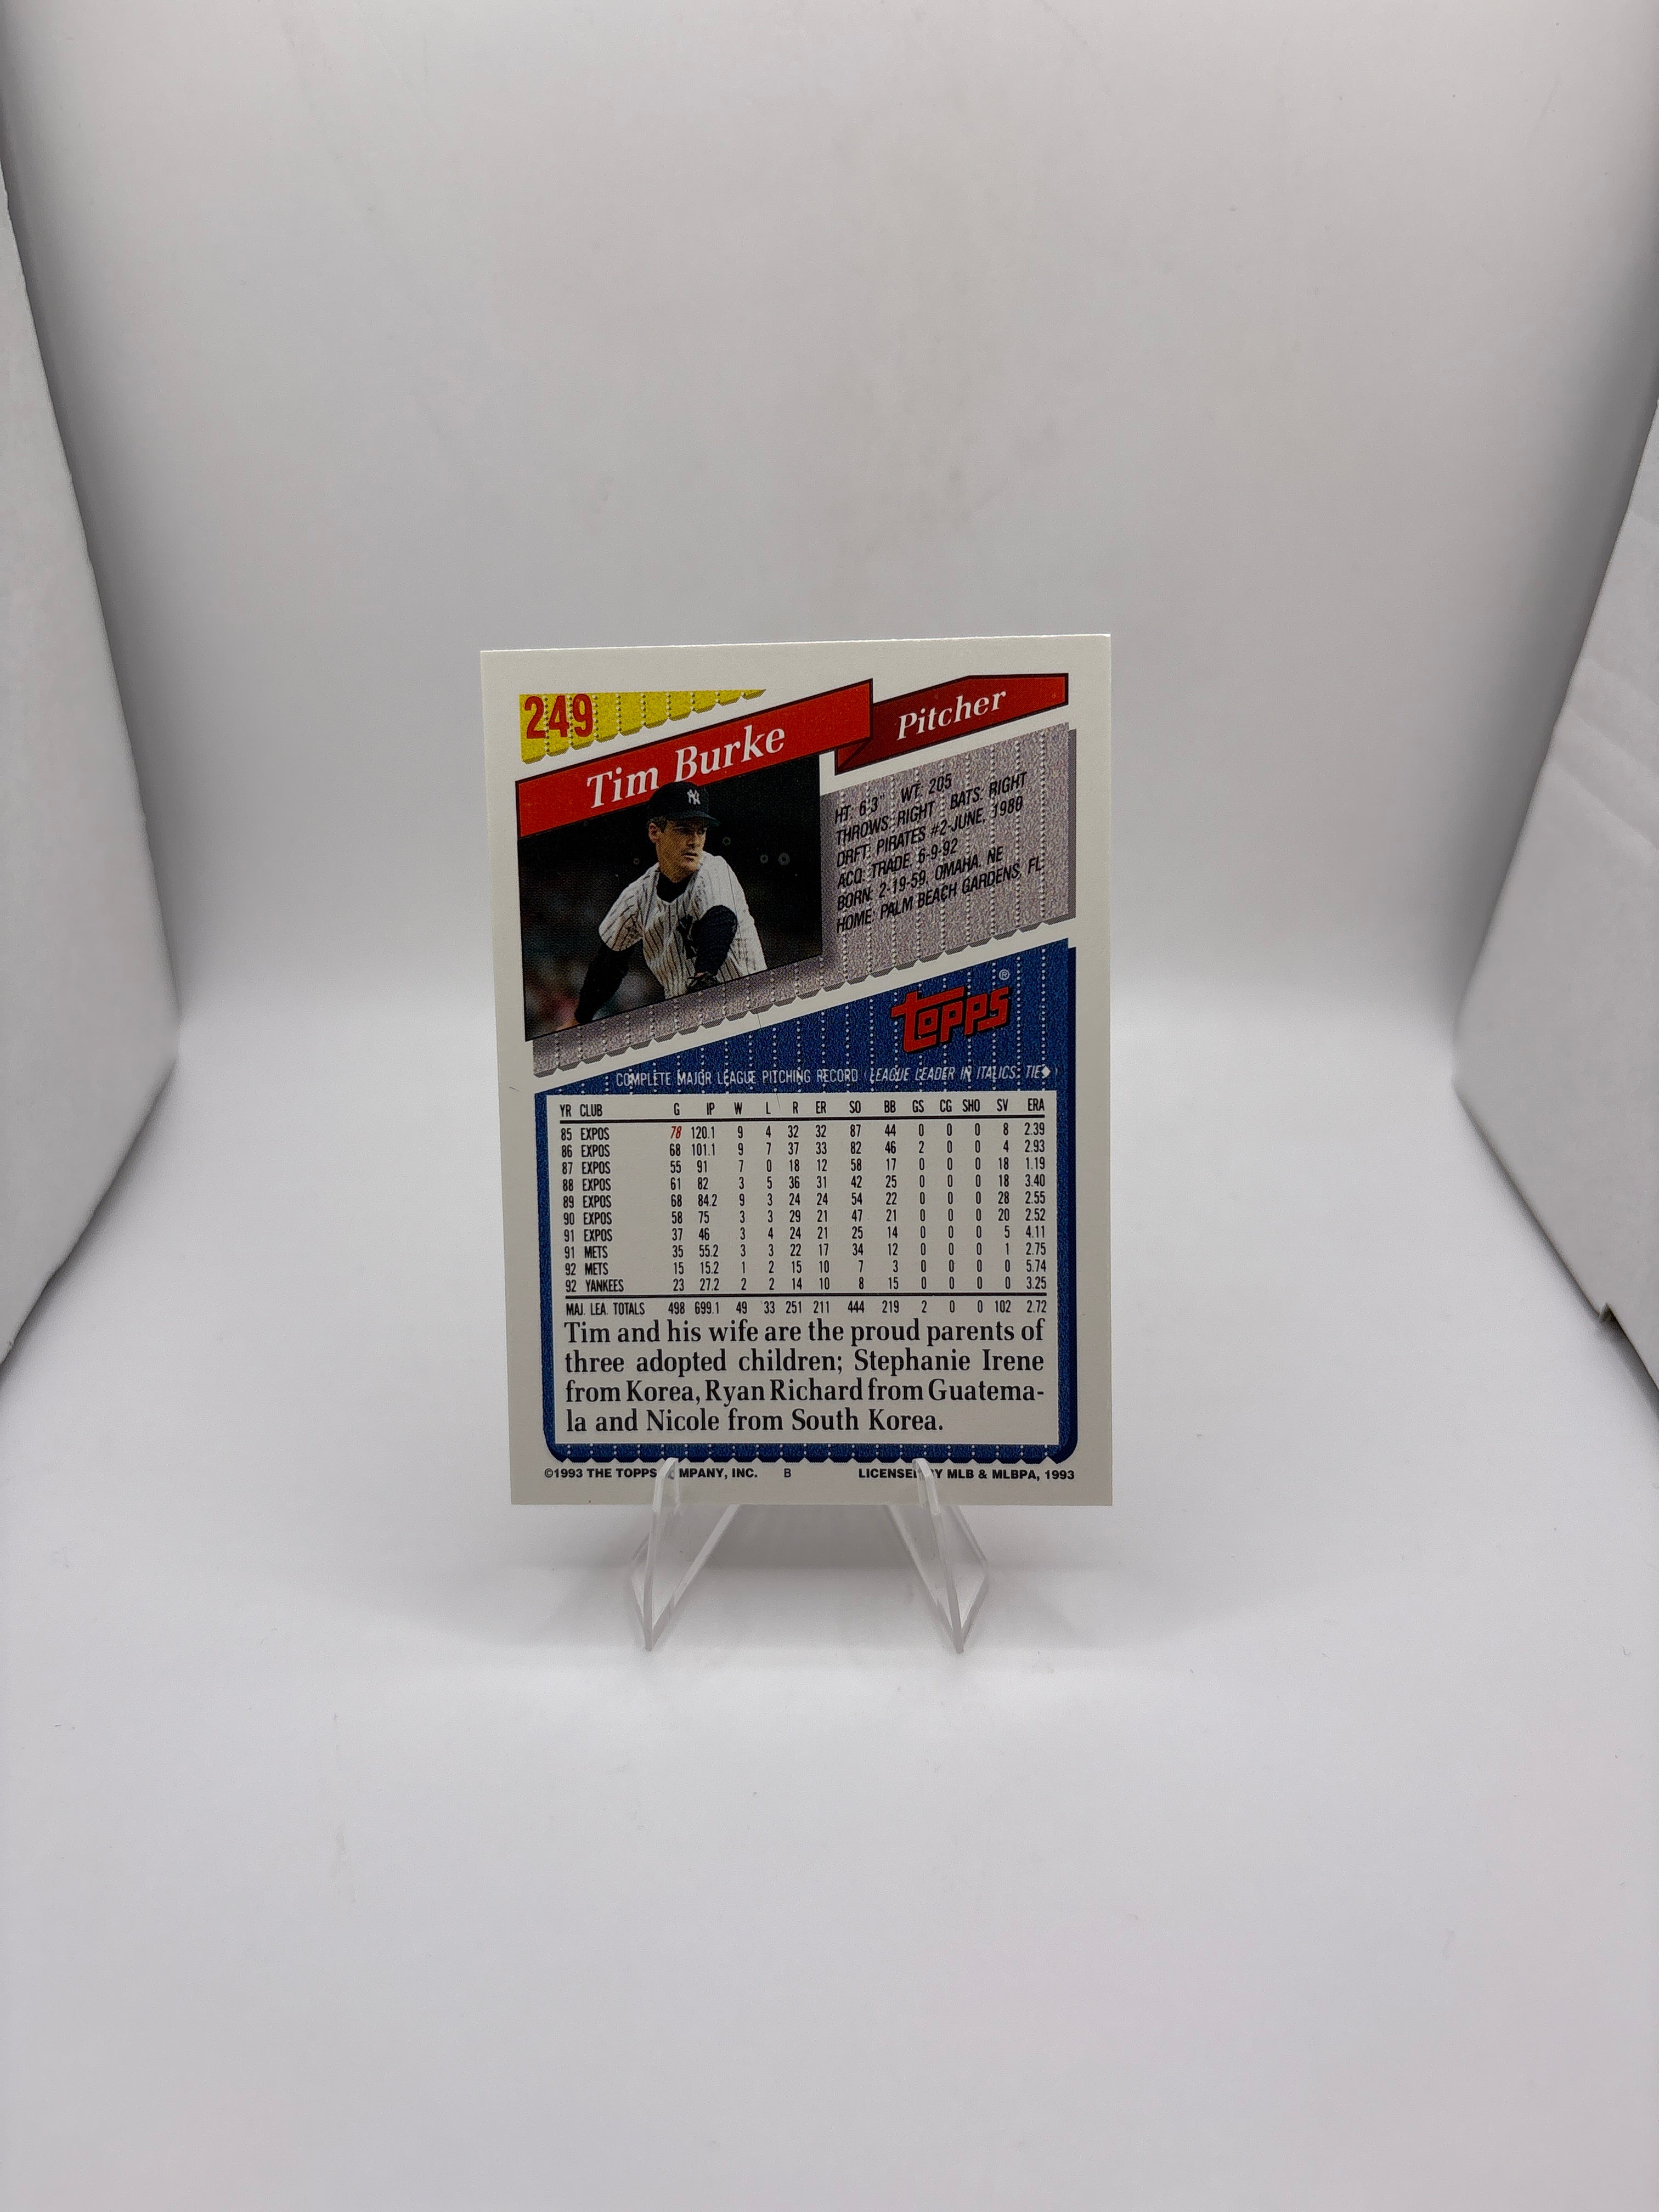 249
Tim Burke
Pitcher
HT: 6'3" WT: 205
THROWS: RIGHT BATS: RIGHT
DRFT: PIRATES #2-JUNE, 1980
ACQ: TRADE, 6-9-92
BORN: 2-19-59, OMAHA, NE
HOME: PALM BEACH GARDENS, FL
topps®
COMPLETE MAJOR LEAGUE PITCHING RECORD (LEAGUE LEADER IN ITALICS: TIE◆)
YR CLUB G IP W L R ER SO BB GS CG SHO SV ERA
85 EXPOS 78 120.1 9 4 32 32 87 44 0 0 0 8 2.39
86 EXPOS 68 101.1 9 7 37 33 82 46 2 0 0 4 2.93
87 EXPOS 55 91 7 0 18 12 58 17 0 0 0 18 1.19
88 EXPOS 61 82 3 5 36 31 42 25 0 0 0 18 3.40
89 EXPOS 68 84.2 9 3 24 24 54 22 0 0 0 28 2.55
90 EXPOS 58 75 3 3 29 21 47 21 0 0 0 20 2.52
91 EXPOS 37 46 3 4 24 21 25 14 0 0 0 5 4.11
91 METS 35 55.2 3 3 22 17 34 12 0 0 0 1 2.75
92 METS 15 15.2 1 2 15 10 7 3 0 0 0 0 5.74
92 YANKEES 23 27.2 2 2 14 10 8 15 0 0 0 0 3.25
MAJ. LEA. TOTALS 498 699.1 49 33 251 211 444 219 2 0 0 102 2.72
Tim and his wife are the proud parents of
three adopted children; Stephanie Irene
from Korea, Ryan Richard from Guatema-
la and Nicole from South Korea.
©1993 THE TOPPS COMPANY, INC. B LICENSED BY MLB & MLBPA, 1993